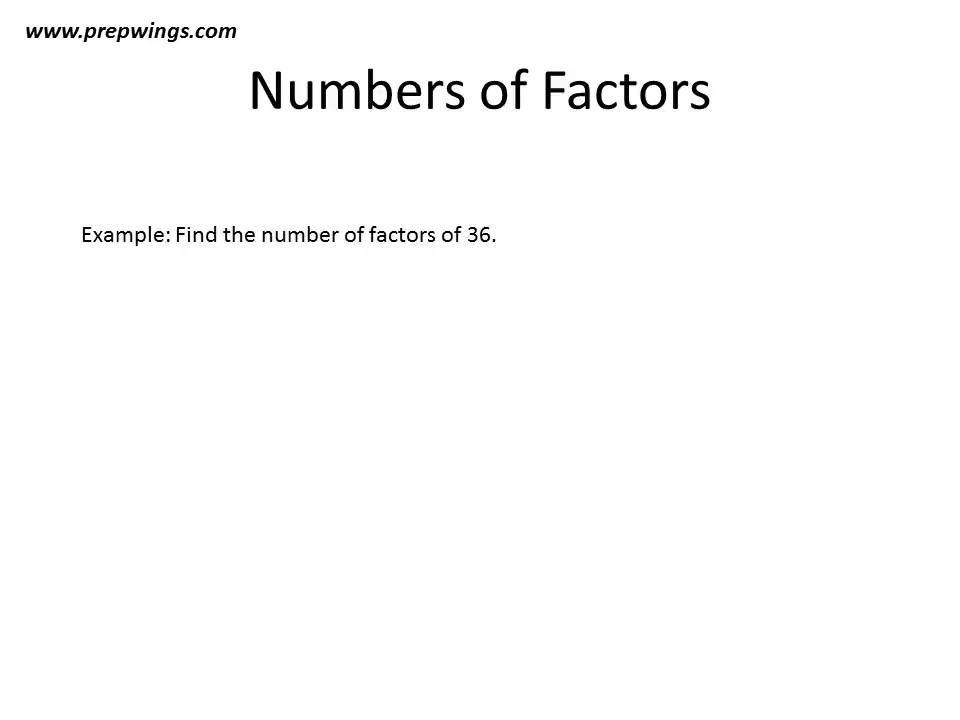 www.prepwings.com
Numbers of Factors
Example: Find the number of factors of 36.